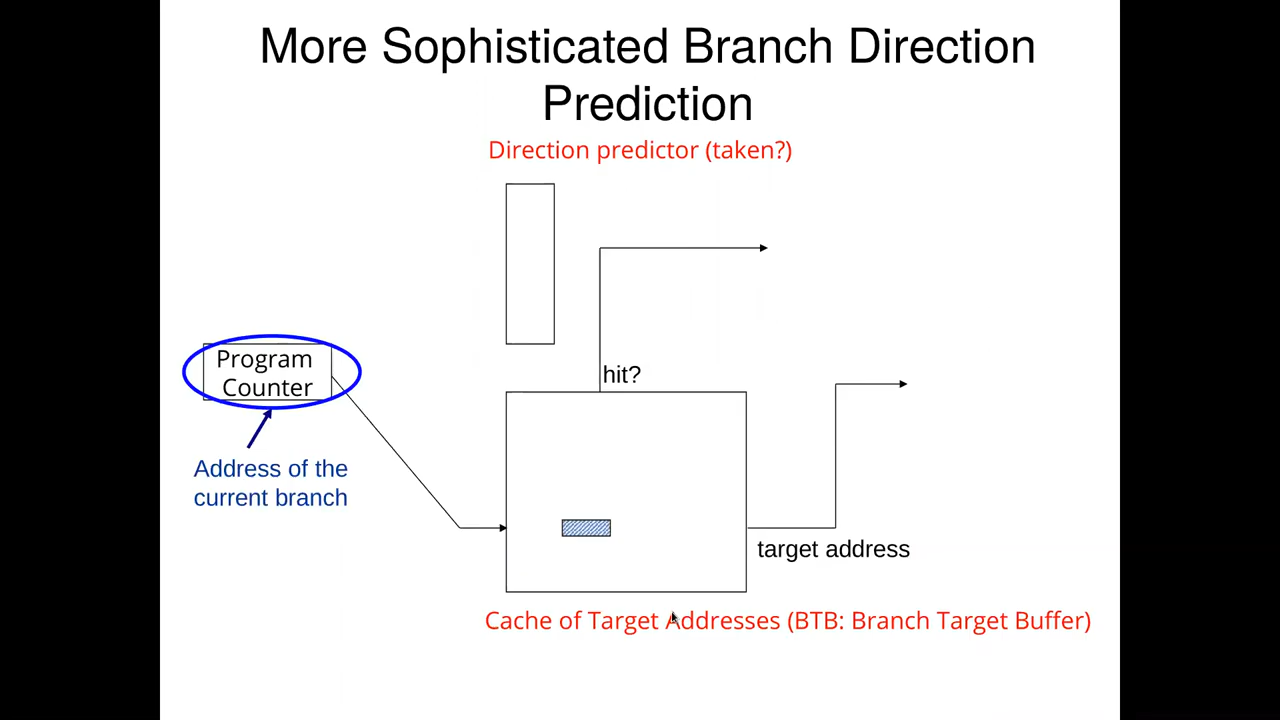 More Sophisticated Branch Direction
Prediction
Direction predictor (taken?)
hit?
Program
Counter
Address of the
current branch
target address
Cache of Target Addresses (BTB: Branch Target Buffer)